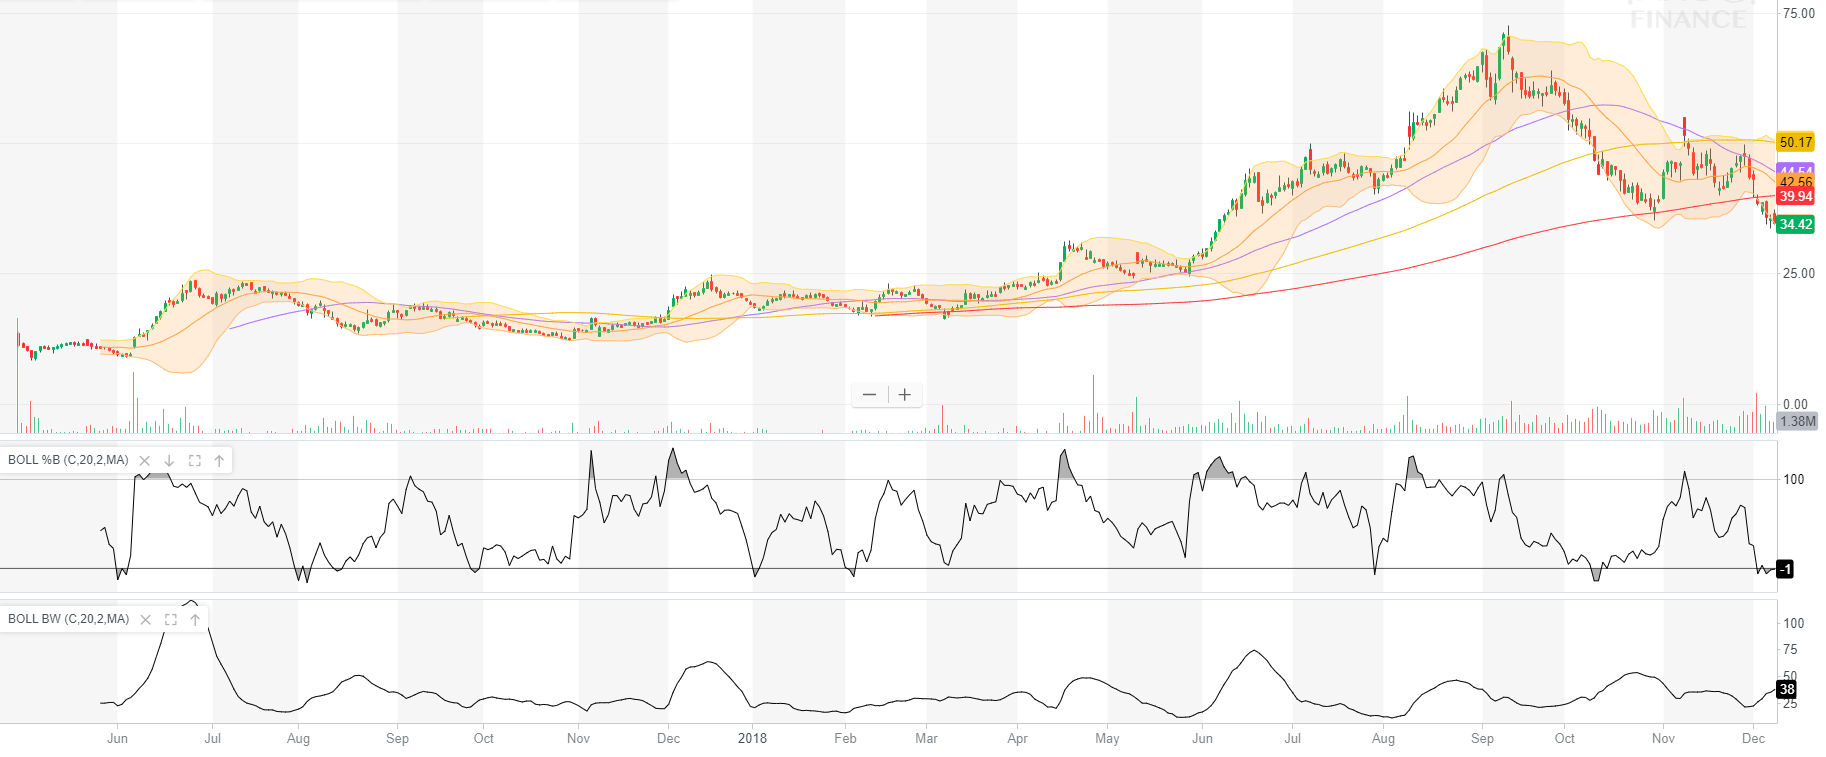 75.00
FINANCE
50.17
42.56
39.94
34.42
25.00
0.00
1.38M
BOLL %B (C,20,2,MA)
100
-1
BOLL BW (C,20,2,MA)
100
75
50
38
25
Jun Jul Aug Sep Oct Nov Dec 2018 Feb Mar Apr May Jun Jul Aug Sep Oct Nov Dec